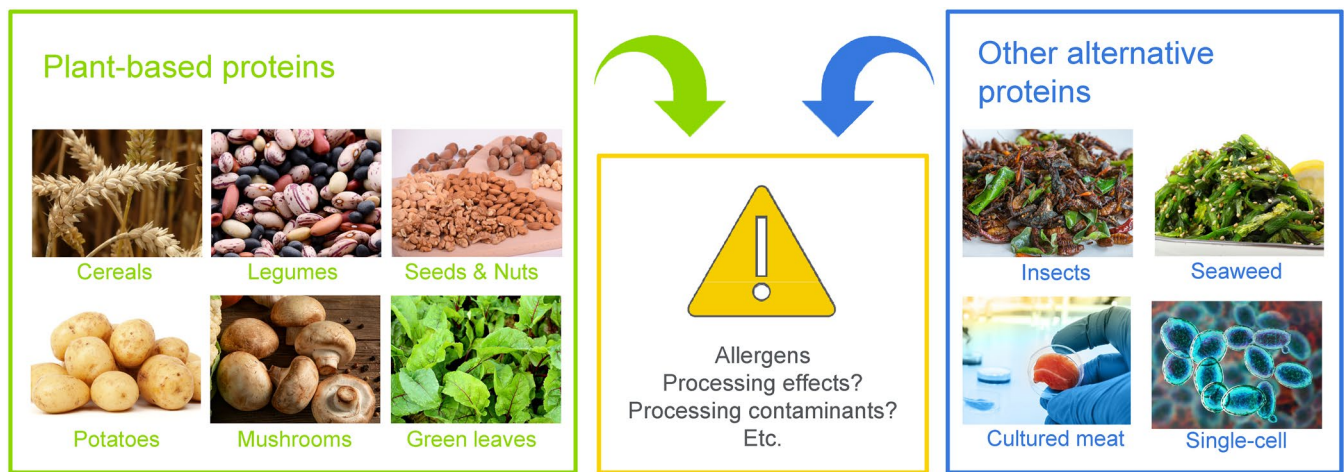 Plant-based proteins
Cereals
Legumes
Seeds & Nuts
Potatoes
Mushrooms
Green leaves
Allergens
Processing effects?
Processing contaminants?
Etc.
Other alternative
proteins
Insects
Seaweed
Cultured meat
Single-cell